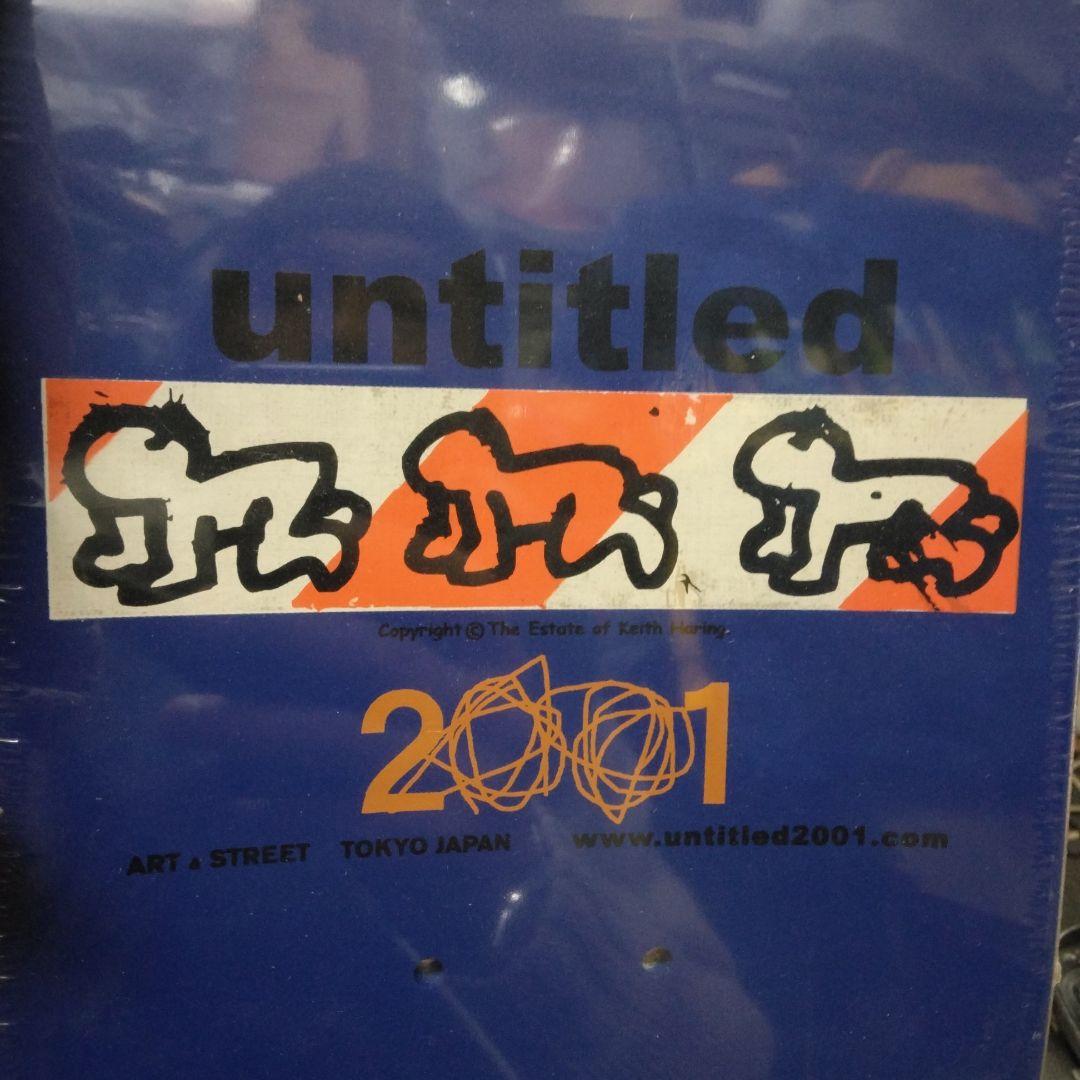 untitled
Copyright © The Estate of Keith Haring
2001
ART & STREET TOKYO JAPAN www.untitled2001.com